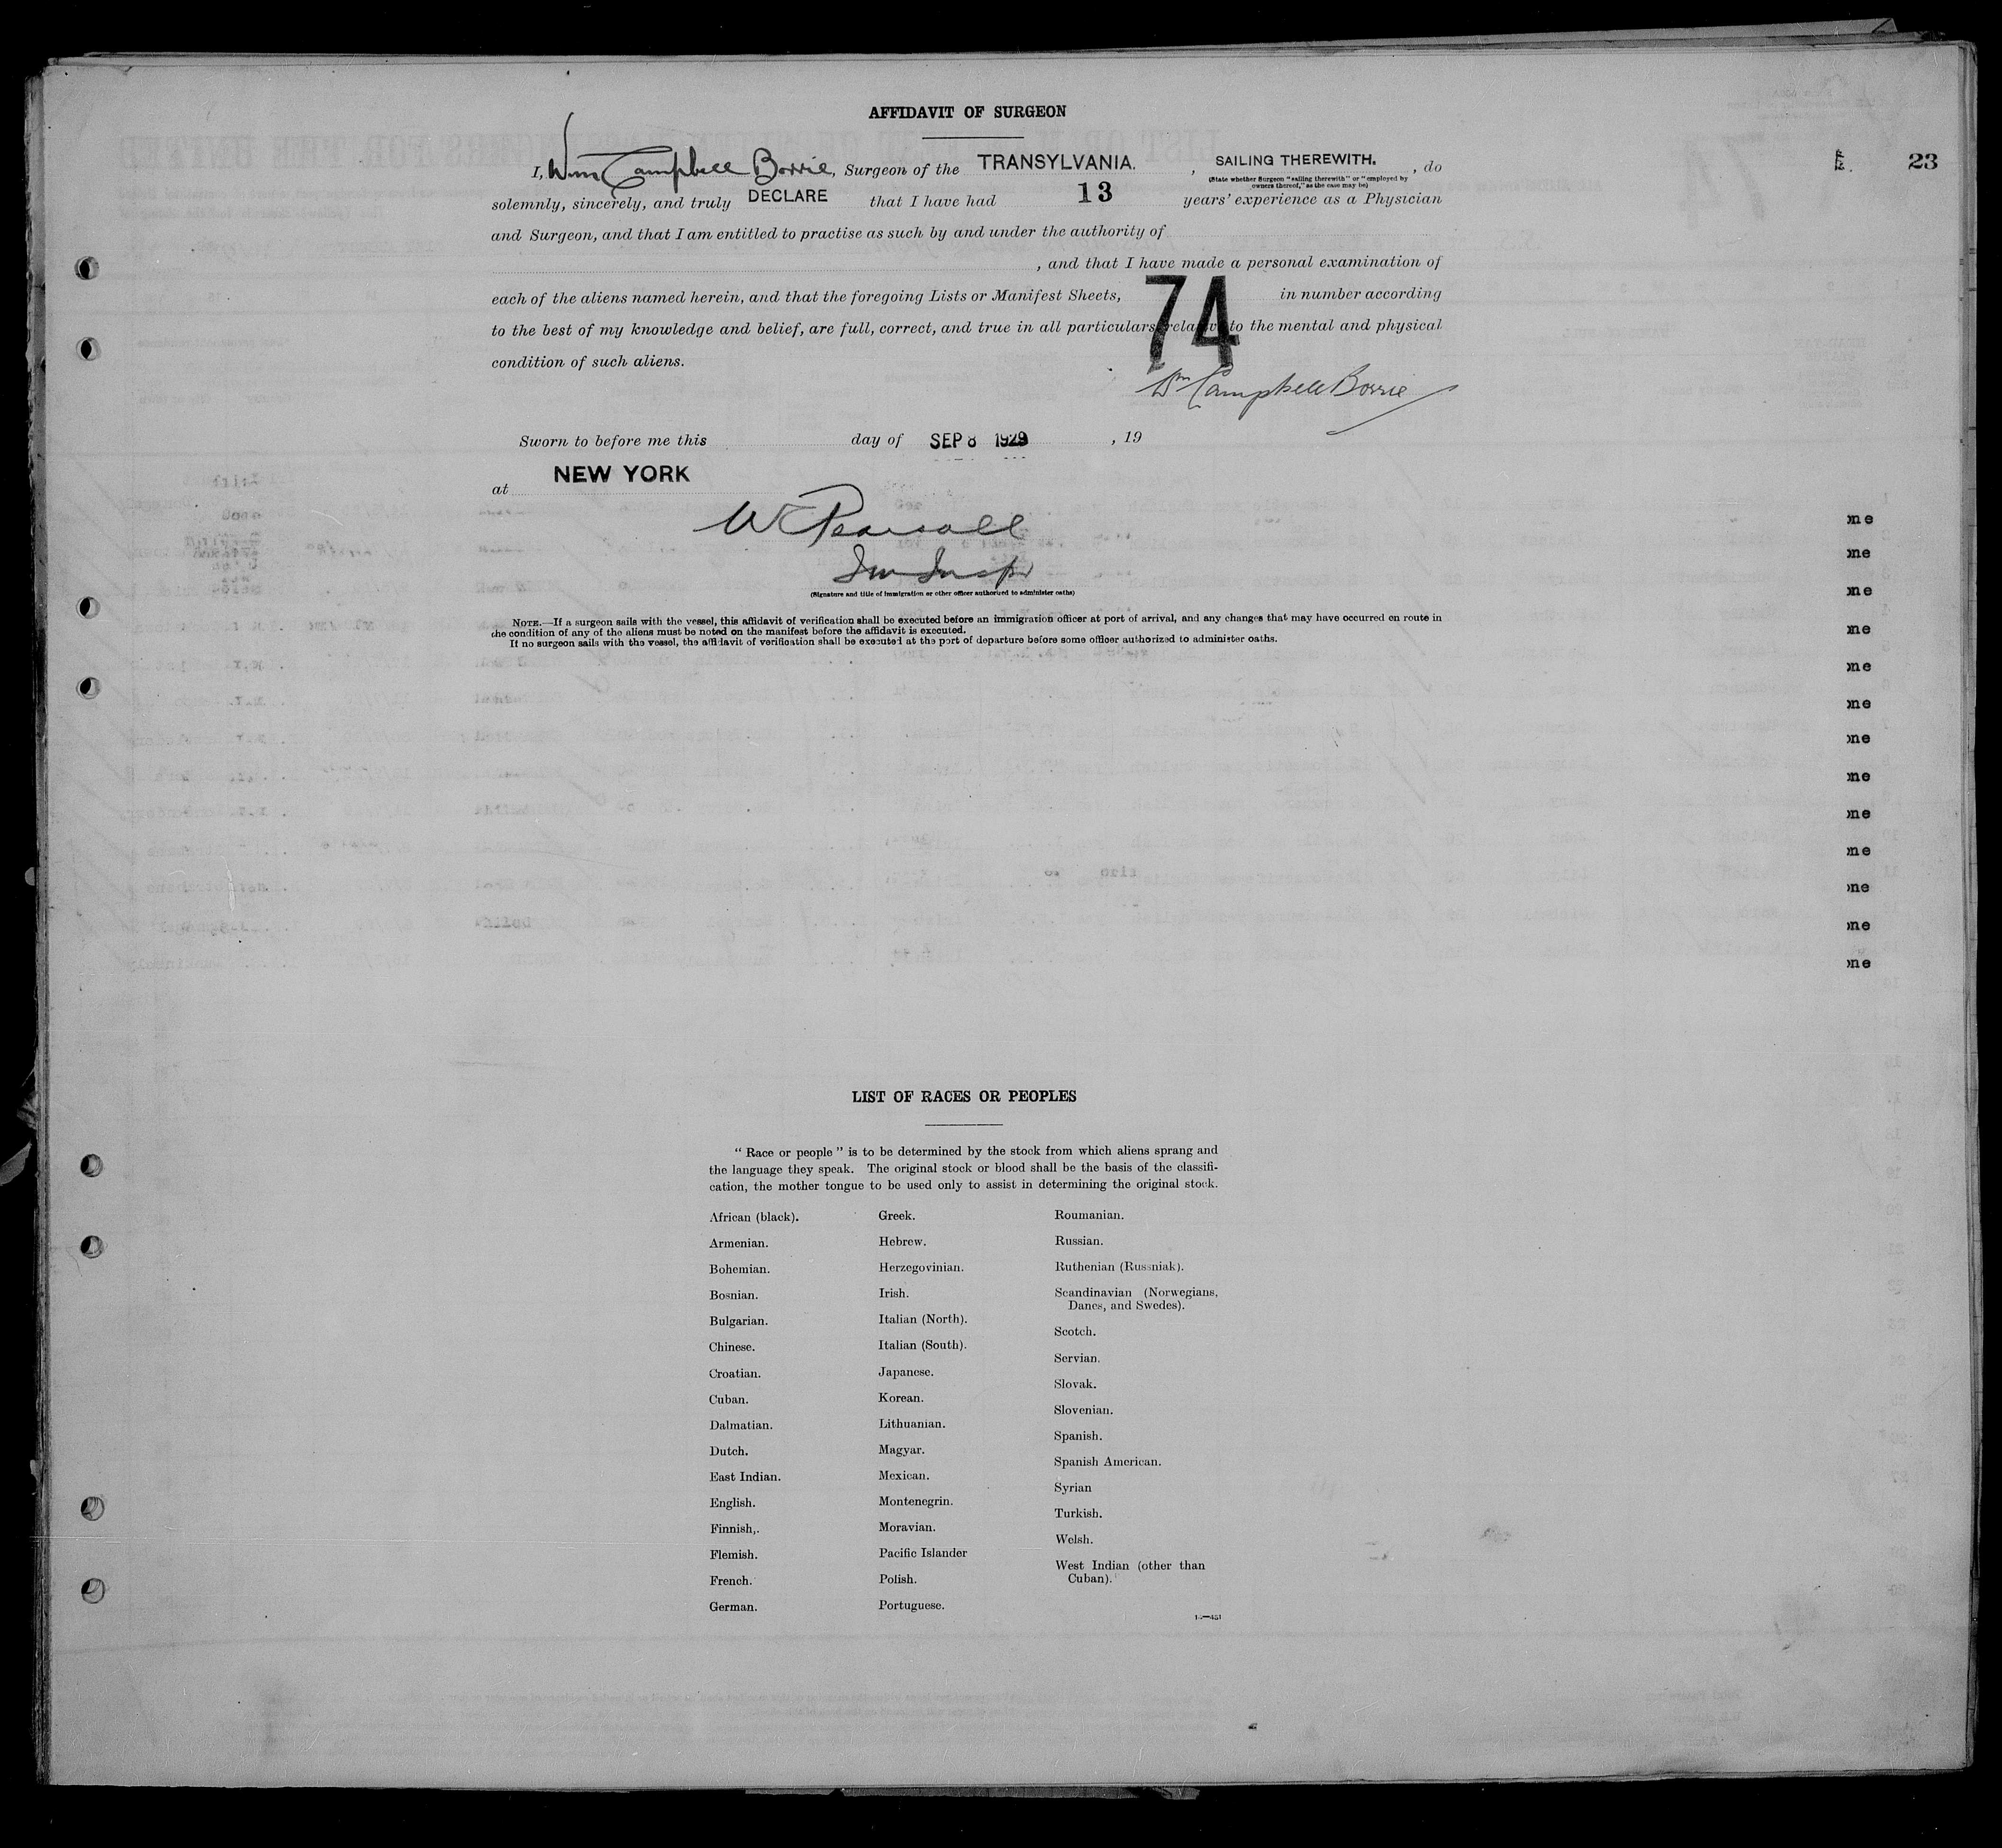 AFFIDAVIT OF SURGEON
I, Wm Campbell Borrie, Surgeon of the TRANSYLVANIA. , SAILING THEREWITH. , do
(State whether Surgeon "sailing therewith" or "employed by
owners thereof," as the case may be)
23
solemnly, sincerely, and truly DECLARE that I have had 13 years' experience as a Physician
and Surgeon, and that I am entitled to practise as such by and under the authority of
, and that I have made a personal examination of
each of the aliens named herein, and that the foregoing Lists or Manifest Sheets, 74 in number according
to the best of my knowledge and belief, are full, correct, and true in all particulars relative to the mental and physical
condition of such aliens.
Wm Campbell Borrie
Sworn to before me this day of SEP 8 1929 , 19
at NEW YORK
W Pearsall
Im Inspr
(Signature and title of immigration or other officer authorized to administer oaths)
NOTE.—If a surgeon sails with the vessel, this affidavit of verification shall be executed before an immigration officer at port of arrival, and any changes that may have occurred on route in
the condition of any of the aliens must be noted on the manifest before the affidavit is executed.
If no surgeon sails with the vessel, the affidavit of verification shall be executed at the port of departure before some officer authorized to administer oaths.
me
me
me
me
me
me
me
me
me
me
ne
me
me
LIST OF RACES OR PEOPLES
"Race or people" is to be determined by the stock from which aliens sprang and
the language they speak. The original stock or blood shall be the basis of the classifi-
cation, the mother tongue to be used only to assist in determining the original stock.
African (black).
Armenian.
Bohemian.
Bosnian.
Bulgarian.
Chinese.
Croatian.
Cuban.
Dalmatian.
Dutch.
East Indian.
English.
Finnish,.
Flemish.
French.
German.
Greek.
Hebrew.
Herzegovinian.
Irish.
Italian (North).
Italian (South).
Japanese.
Korean.
Lithuanian.
Magyar.
Mexican.
Montenegrin.
Moravian.
Pacific Islander
Polish.
Portuguese.
Roumanian.
Russian.
Ruthenian (Russniak).
Scandinavian (Norwegians,
Danes, and Swedes).
Scotch.
Servian.
Slovak.
Slovenian.
Spanish.
Spanish American.
Syrian
Turkish.
Welsh.
West Indian (other than
Cuban).